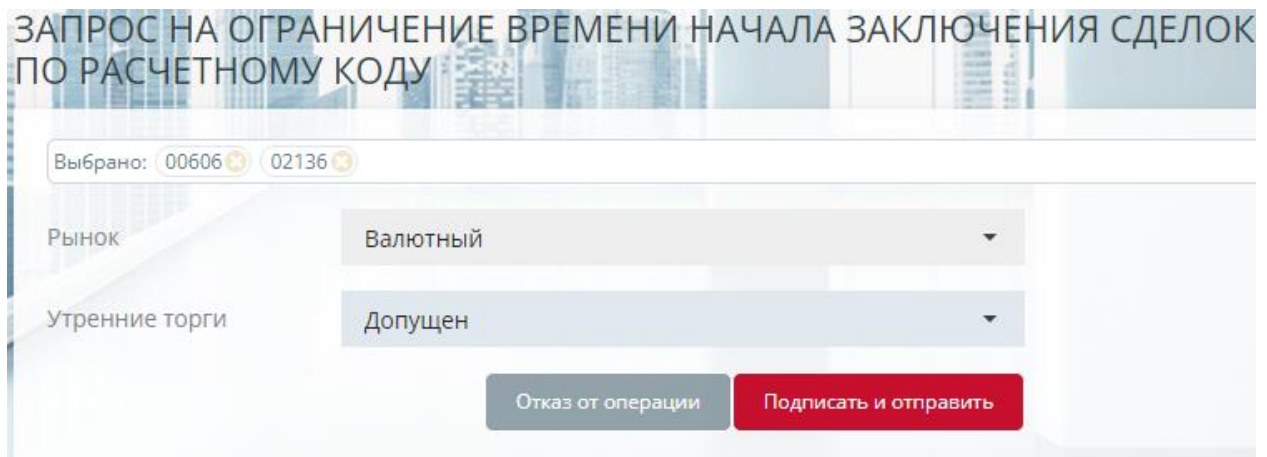 ЗАПРОС НА ОГРАНИЧЕНИЕ ВРЕМЕНИ НАЧАЛА ЗАКЛЮЧЕНИЯ СДЕЛОК
ПО РАСЧЕТНОМУ КОДУ
Выбрано: 00606 02136
Рынок Валютный
Утренние торги Допущен
Отказ от операции Подписать и отправить